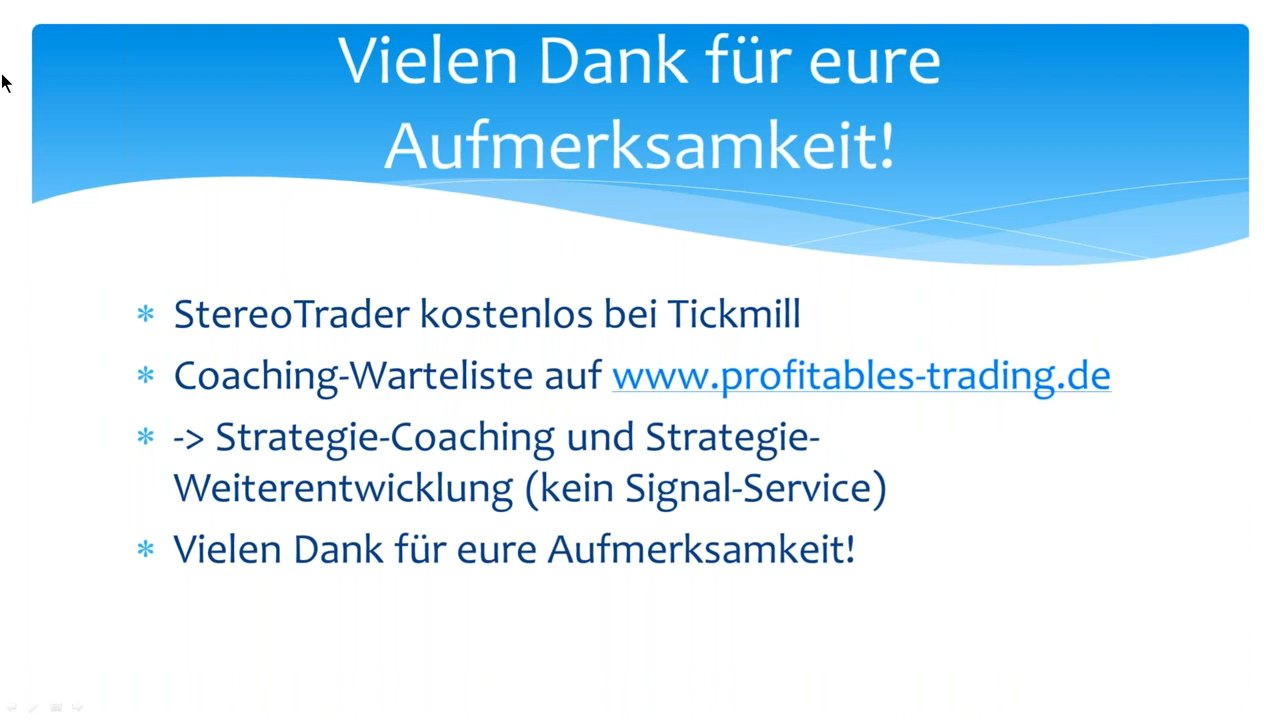 Vielen Dank für eure
Aufmerksamkeit!
* StereoTrader kostenlos bei Tickmill
* Coaching-Warteliste auf www.profitables-trading.de
* -> Strategie-Coaching und Strategie-
Weiterentwicklung (kein Signal-Service)
* Vielen Dank für eure Aufmerksamkeit!